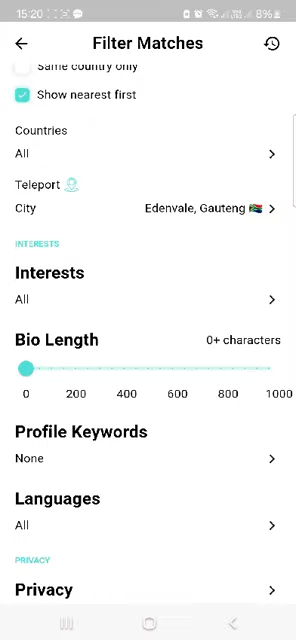 15:20 8%
Filter Matches
Same country only
Show nearest first
Countries
All
Teleport
City Edenvale, Gauteng
INTERESTS
Interests
All
Bio Length 0+ characters
0 200 400 600 800 1000
Profile Keywords
None
Languages
All
PRIVACY
Privacy